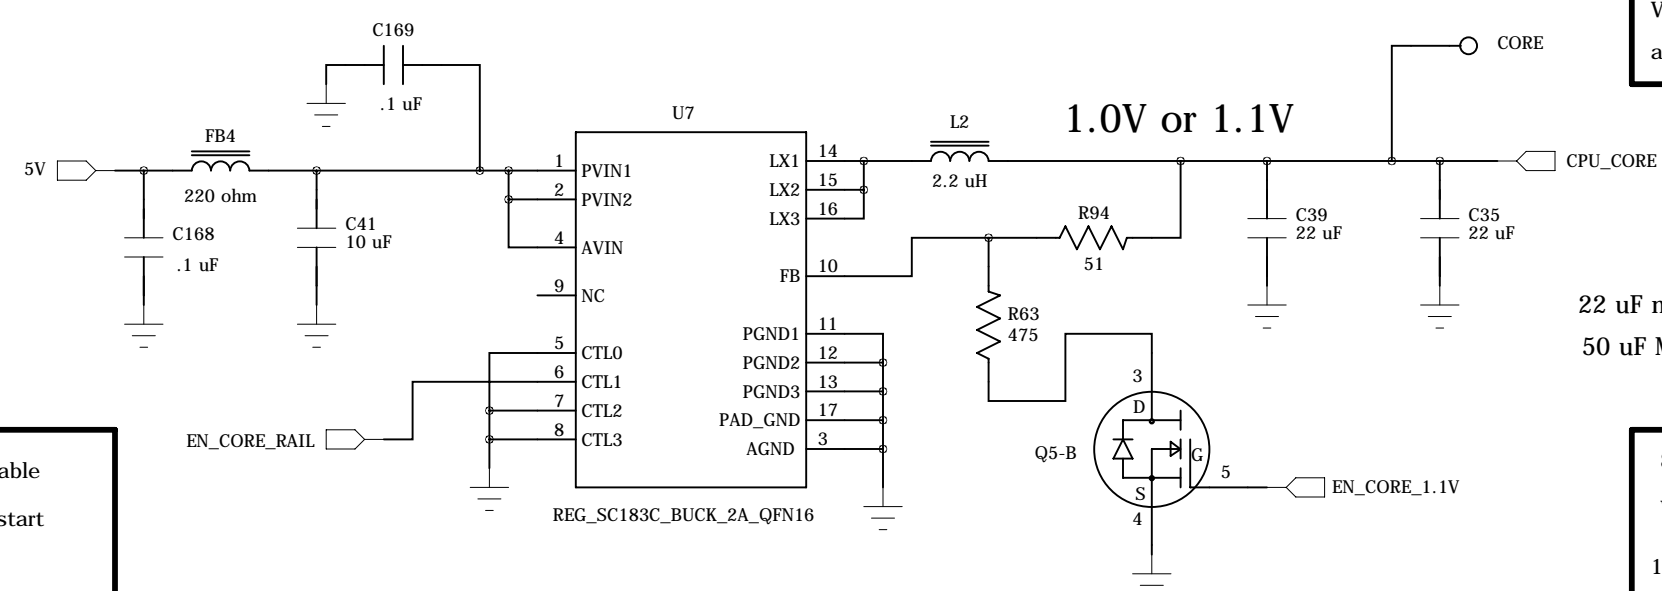 C169
.1 uF
CORE
5V
FB4
220 ohm
C168
.1 uF
C41
10 uF
U7
1 PVIN1
2 PVIN2
4 AVIN
9 NC
5 CTL0
6 CTL1
7 CTL2
8 CTL3
LX1 14
LX2 15
LX3 16
FB 10
PGND1 11
PGND2 12
PGND3 13
PAD_GND 17
AGND 3
REG_SC183C_BUCK_2A_QFN16
EN_CORE_RAIL
L2
2.2 uH
1.0V or 1.1V
CPU_CORE
R94
51
R63
475
C39
22 uF
C35
22 uF
3
D
G
S
4
5
Q5-B
EN_CORE_1.1V
22 uF
50 uF
able
start